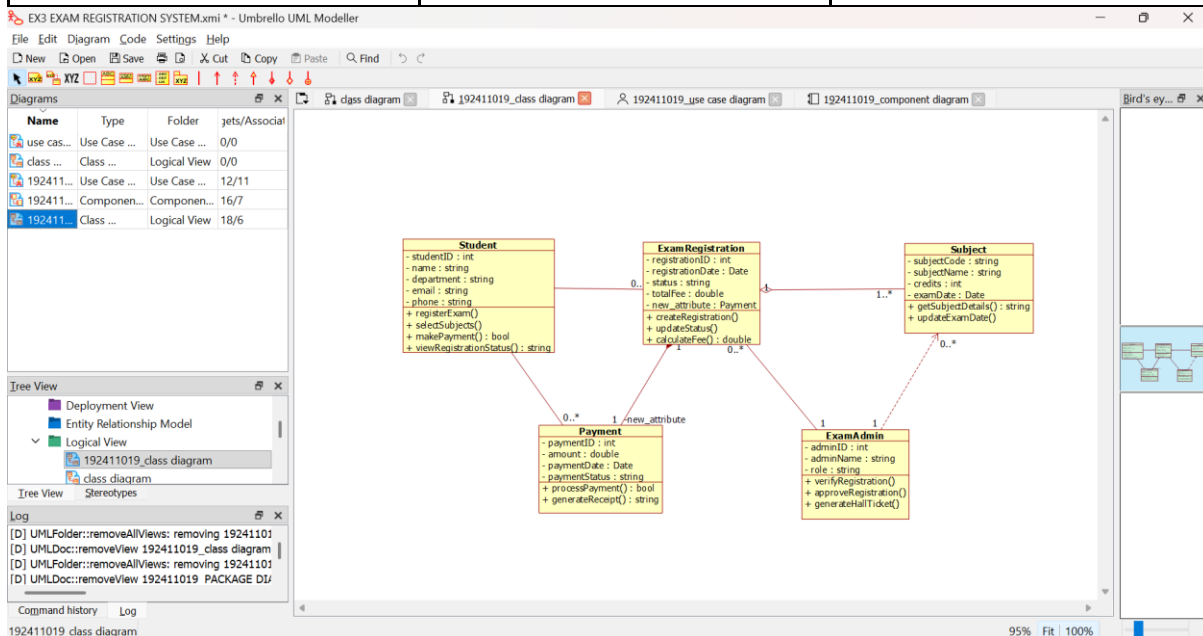 EX3 EXAM REGISTRATION SYSTEM.xmi * - Umbrello UML Modeller
File Edit Diagram Code Settings Help
New Open Save Cut Copy Paste Find
XYZ
Diagrams
class diagram 192411019_class diagram 192411019_use case diagram 192411019_component diagram
Bird's ey...
Name Type Folder gets/Associat
use cas... Use Case ... Use Case ... 0/0
class ... Class ... Logical View 0/0
192411... Use Case ... Use Case ... 12/11
192411... Componen... Componen... 16/7
192411... Class ... Logical View 18/6
Student
- studentID : int
- name : string
- department : string
- email : string
- phone : string
+ registerExam()
+ selectSubjects()
+ makePayment() : bool
+ viewRegistrationStatus() : string
0..
ExamRegistration
- registrationID : int
- registrationDate : Date
- status : string
- totalFee : double
- new_attribute : Payment
+ createRegistration()
+ updateStatus()
+ calculateFee() : double
1
1..*
Subject
- subjectCode : string
- subjectName : string
- credits : int
- examDate : Date
+ getSubjectDetails() : string
+ updateExamDate()
1
0..*
0..*
0..*
1 -new_attribute
1
1
Payment
- paymentID : int
- amount : double
- paymentDate : Date
- paymentStatus : string
+ processPayment() : bool
+ generateReceipt() : string
ExamAdmin
- adminID : int
- adminName : string
- role : string
+ verifyRegistration()
+ approveRegistration()
+ generateHallTicket()
Tree View
Deployment View
Entity Relationship Model
Logical View
192411019_class diagram
class diagram
Tree View Stereotypes
Log
[D] UMLFolder::removeAllViews: removing 19241101
[D] UMLDoc::removeView 192411019_class diagram
[D] UMLFolder::removeAllViews: removing 19241101
[D] UMLDoc::removeView 192411019 PACKAGE DIA
Command history Log
192411019_class diagram
95% Fit 100%